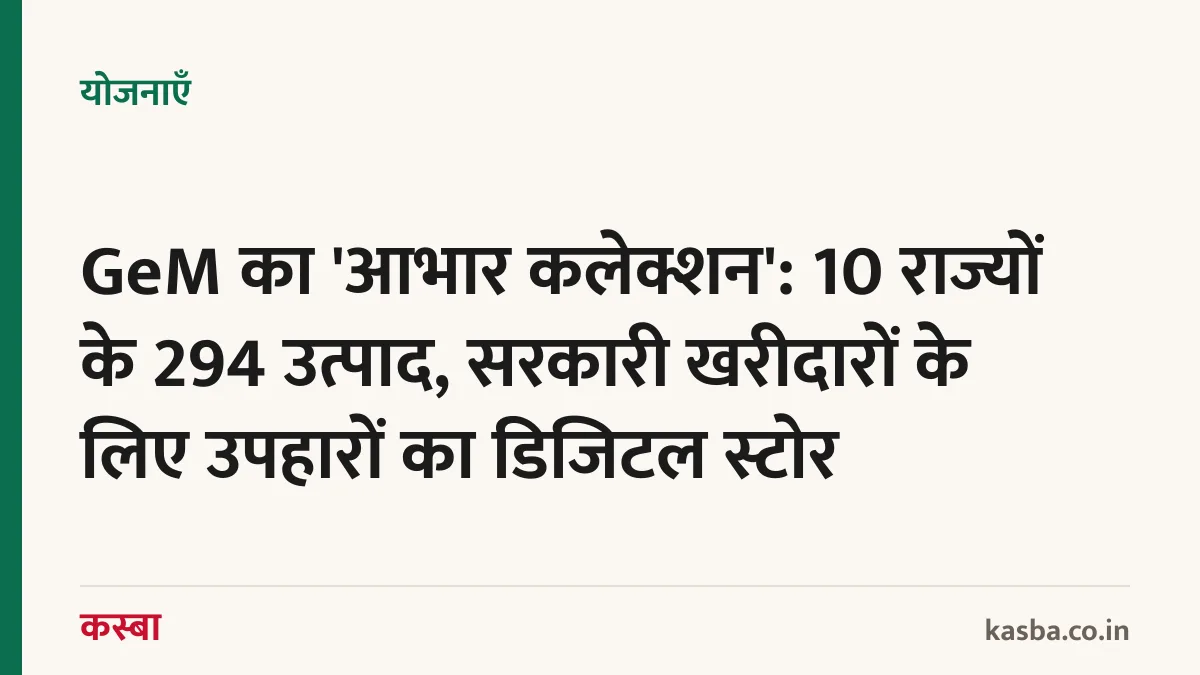 योजनाएँ
GeM का 'आभार कलेक्शन': 10 राज्यों
के 294 उत्पाद, सरकारी खरीदारों के
लिए उपहारों का डिजिटल स्टोर
कस्बा
kasba.co.in